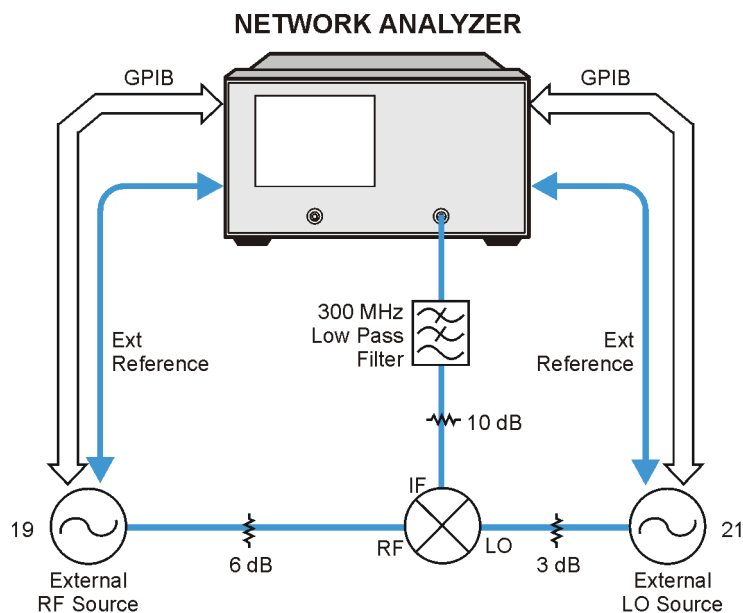 NETWORK ANALYZER
GPIB
GPIB
300 MHz
Low Pass
Filter
Ext
Reference
Ext
Reference
10 dB
IF
19
RF
LO
21
6 dB
3 dB
External
RF Source
External
LO Source